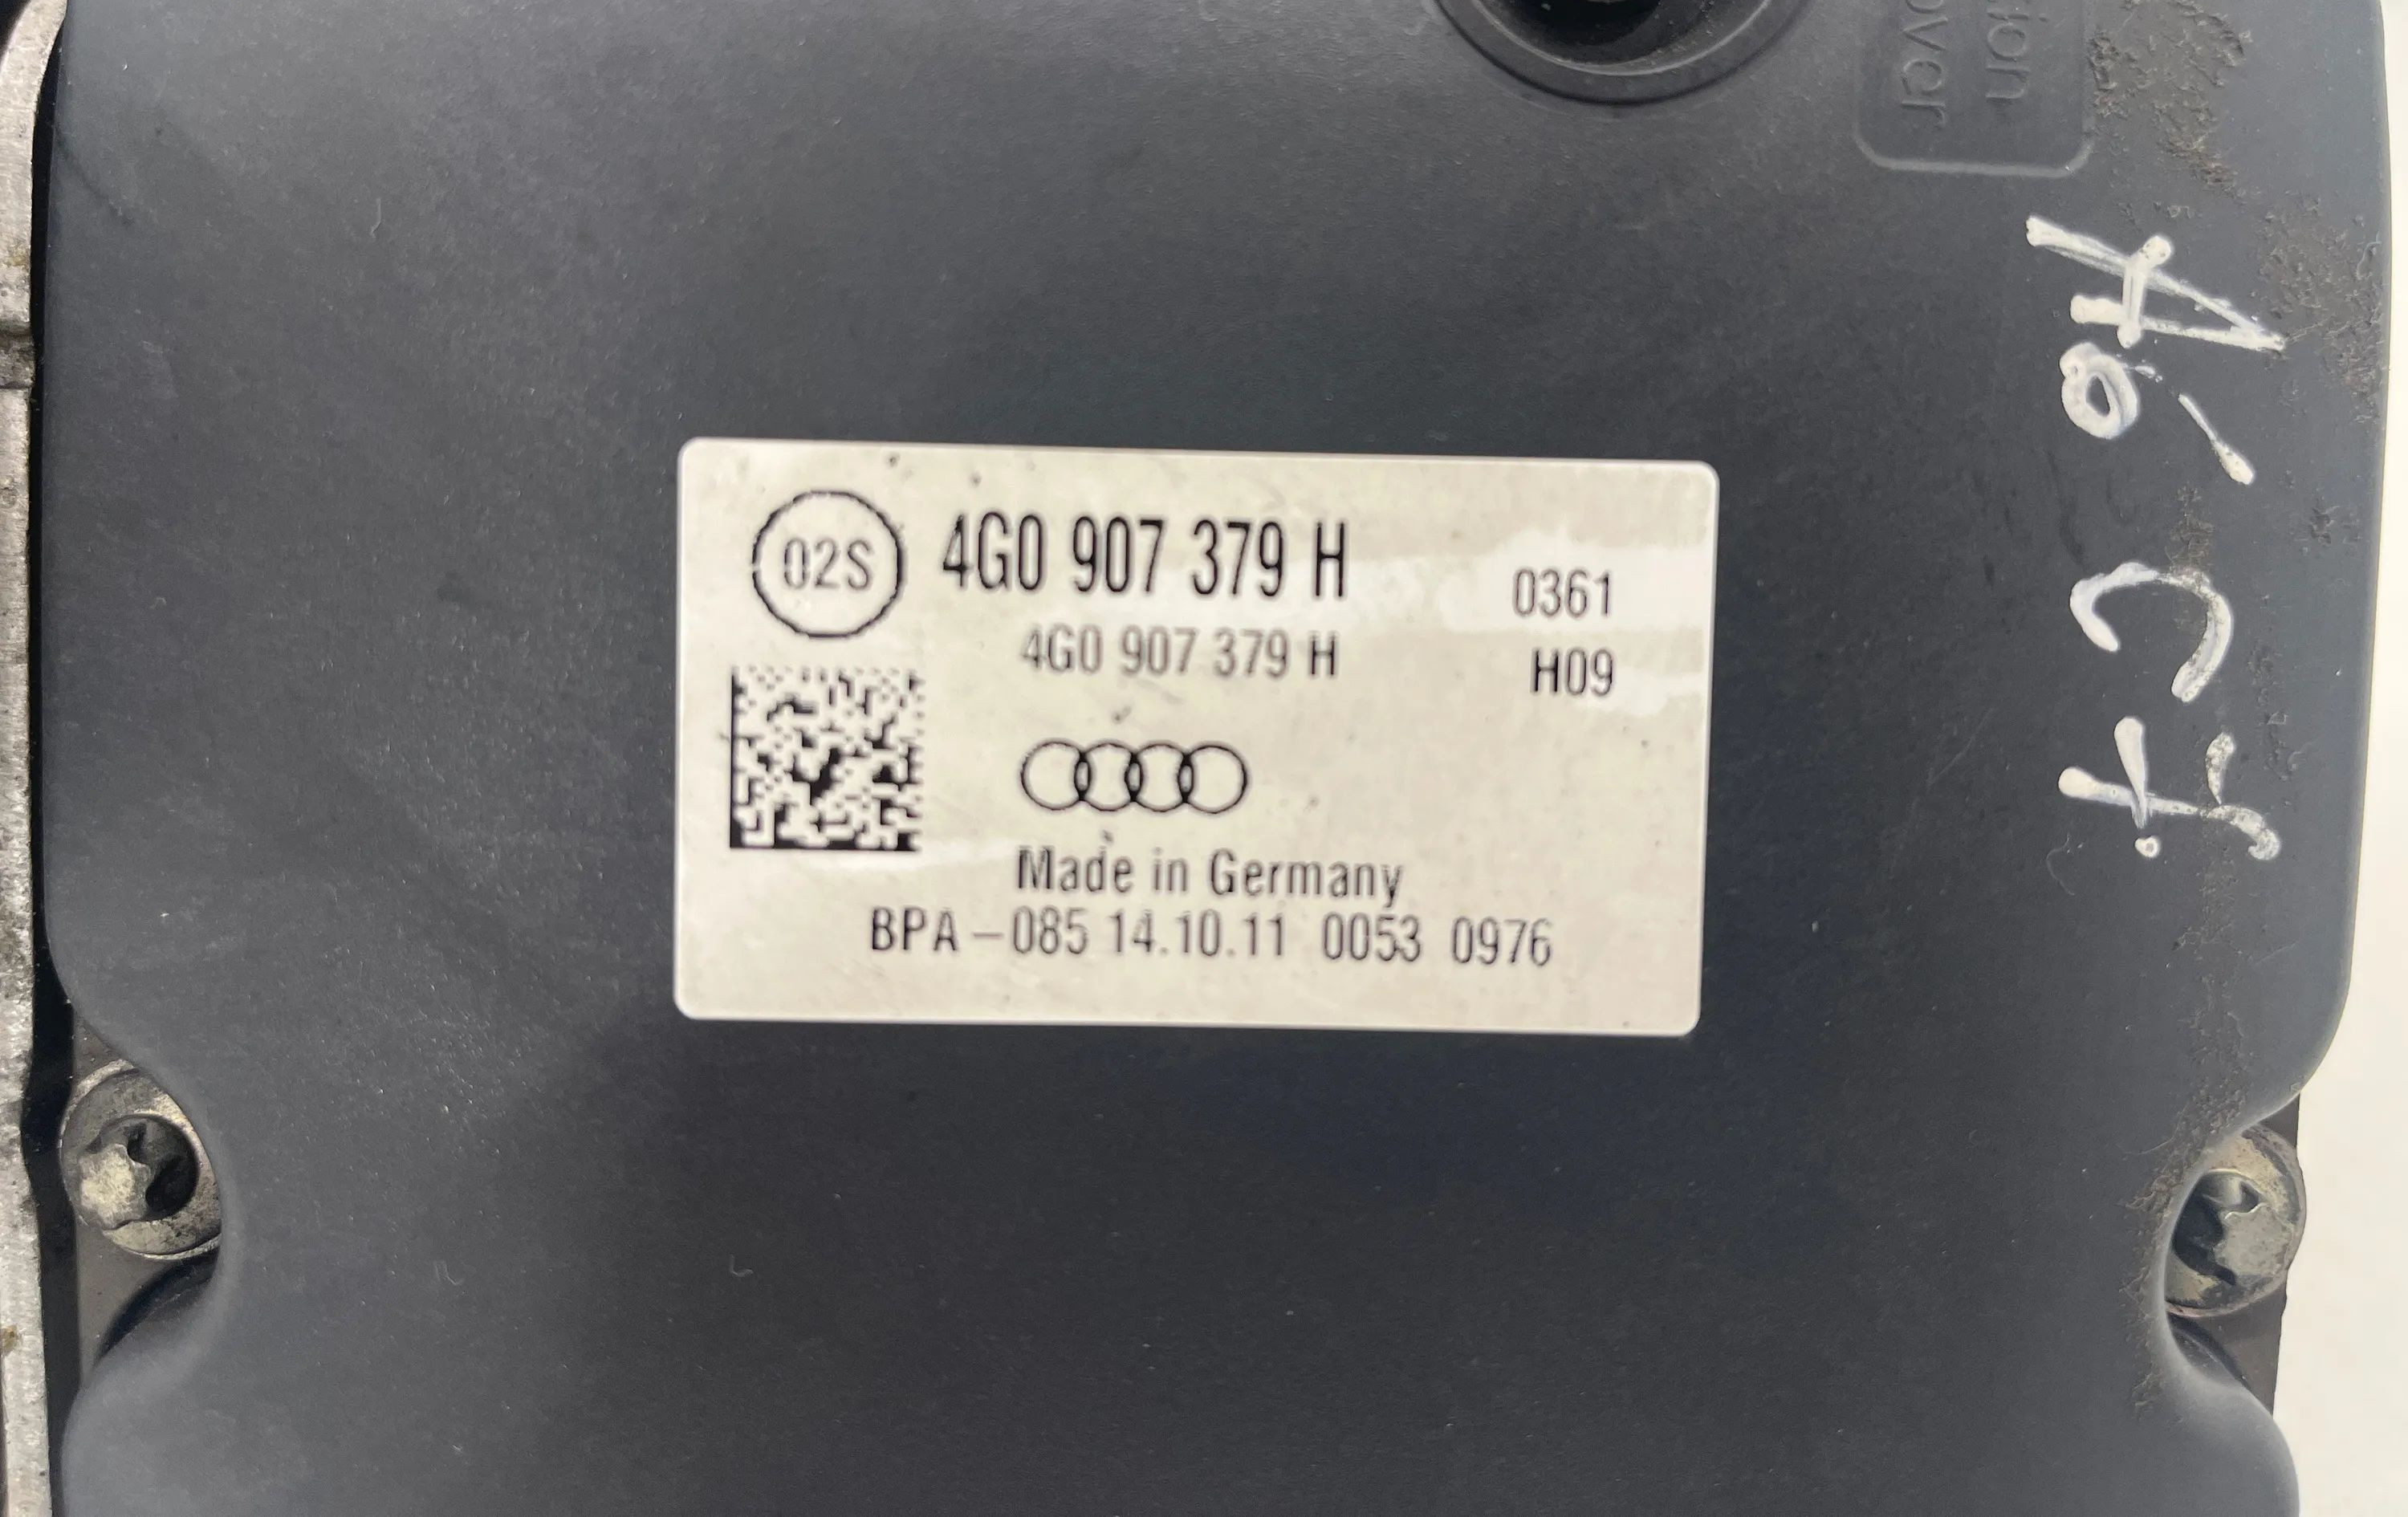 02S 4G0 907 379 H 0361
4G0 907 379 H H09
Made in Germany
BPA-085 14.10.11 0053 0976
A6 C7